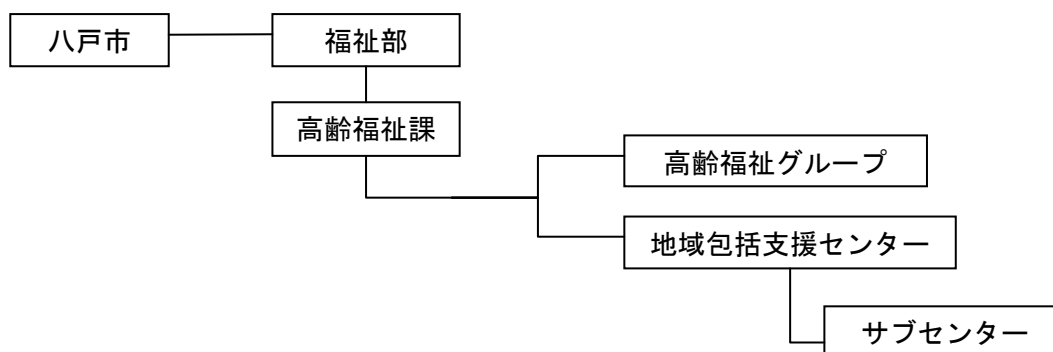 八戸市
福祉部
高齢福祉課
高齢福祉グループ
地域包括支援センター
サブセンター